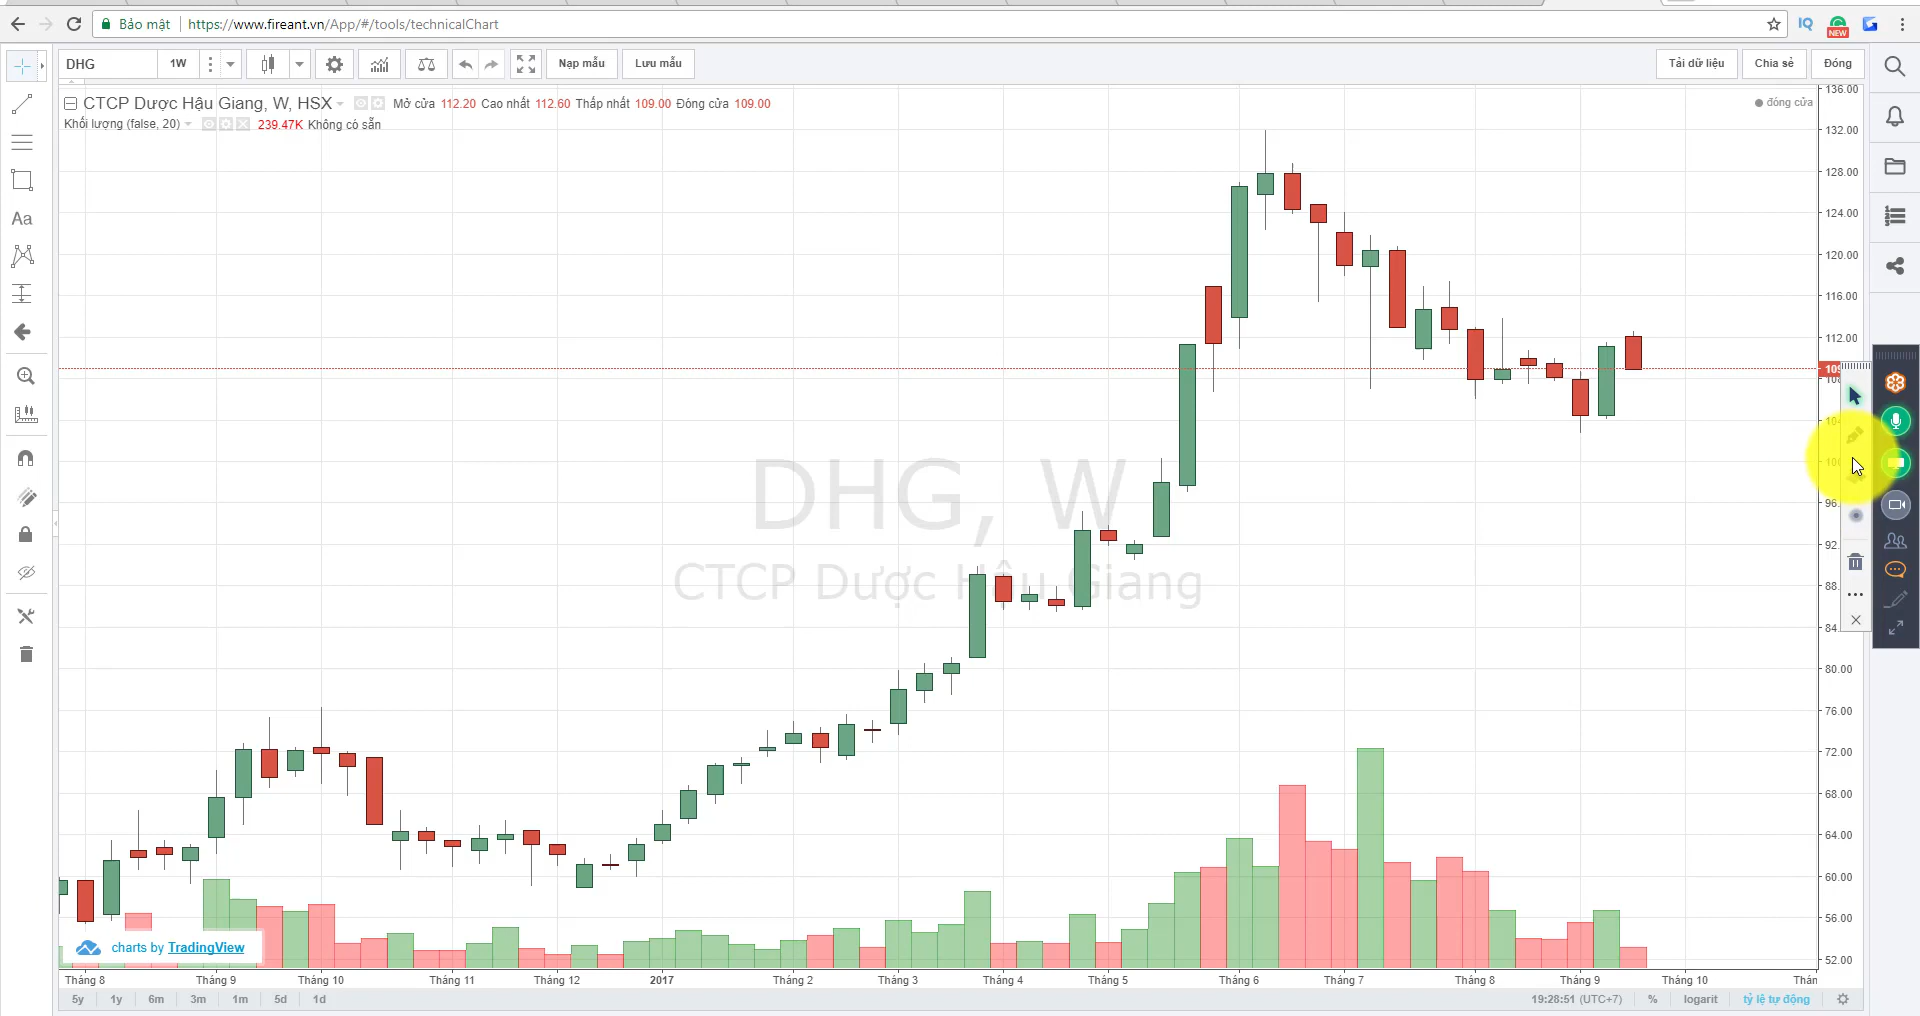 Bảo mật https://www.fireant.vn/App/#/tools/technicalChart
NEW
DHG 1W Nạp mẫu Lưu mẫu Tải dữ liệu Chia sẻ Đóng
CTCP Dược Hậu Giang, W, HSX Mở cửa 112.20 Cao nhất 112.60 Thấp nhất 109.00 Đóng cửa 109.00
đóng cửa
Khối lượng (false, 20) 239.47K Không có sẵn
Aa
136.00
132.00
128.00
124.00
120.00
116.00
112.00
80.00
76.00
72.00
68.00
64.00
60.00
56.00
52.00
DHG, W
CTCP Dược Hậu Giang
charts by TradingView
Tháng 8 Tháng 9 Tháng 10 Tháng 11 Tháng 12 2017 Tháng 2 Tháng 3 Tháng 4 Tháng 5 Tháng 6 Tháng 7 Tháng 8 Tháng 9 Tháng 10
5y 1y 6m 3m 1m 5d 1d 19:28:51 (UTC+7) % logarit tỷ lệ tự động